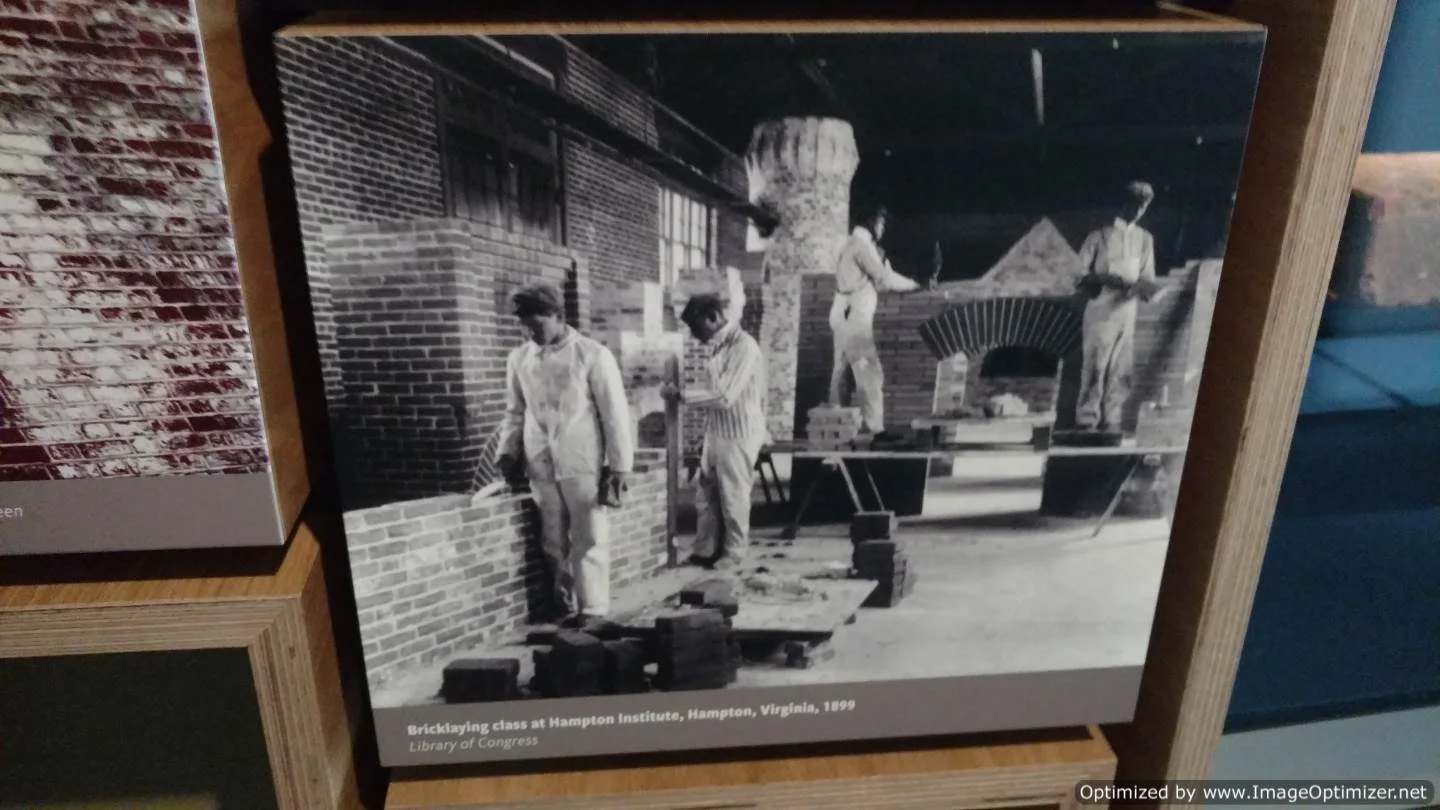 een
Bricklaying class at Hampton Institute, Hampton, Virginia, 1899
Library of Congress
Optimized by www.ImageOptimizer.net